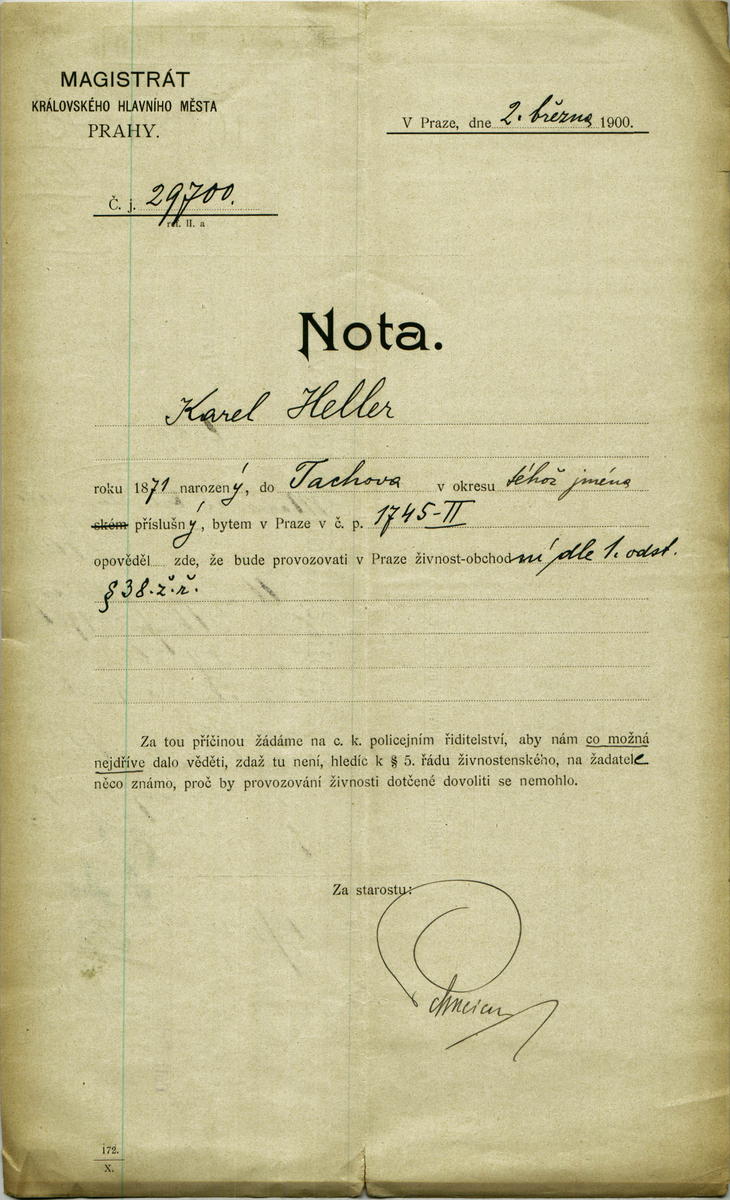 MAGISTRÁT
KRÁLOVSKÉHO HLAVNÍHO MĚSTA
PRAHY.
V Praze, dne 2. března 1900.
Č. j. 29700.
ref. II. a
Nota.
Karel Heller
roku 1871 narozený, do Tachova v okresu téhož jména
ském příslušný, bytem v Praze v č. p. 1745-II
opověděl zde, že bude provozovati v Praze živnost-obchodní dle 1. odst.
§ 38. ž. ř.
Za tou příčinou žádáme na c. k. policejním řiditelství, aby nám co možná
nejdříve dalo věděti, zdaž tu není, hledíc k § 5. řádu živnostenského, na žadatele
něco známo, proč by provozování živnosti dotčené dovoliti se nemohlo.
Za starostu:
172.
X.